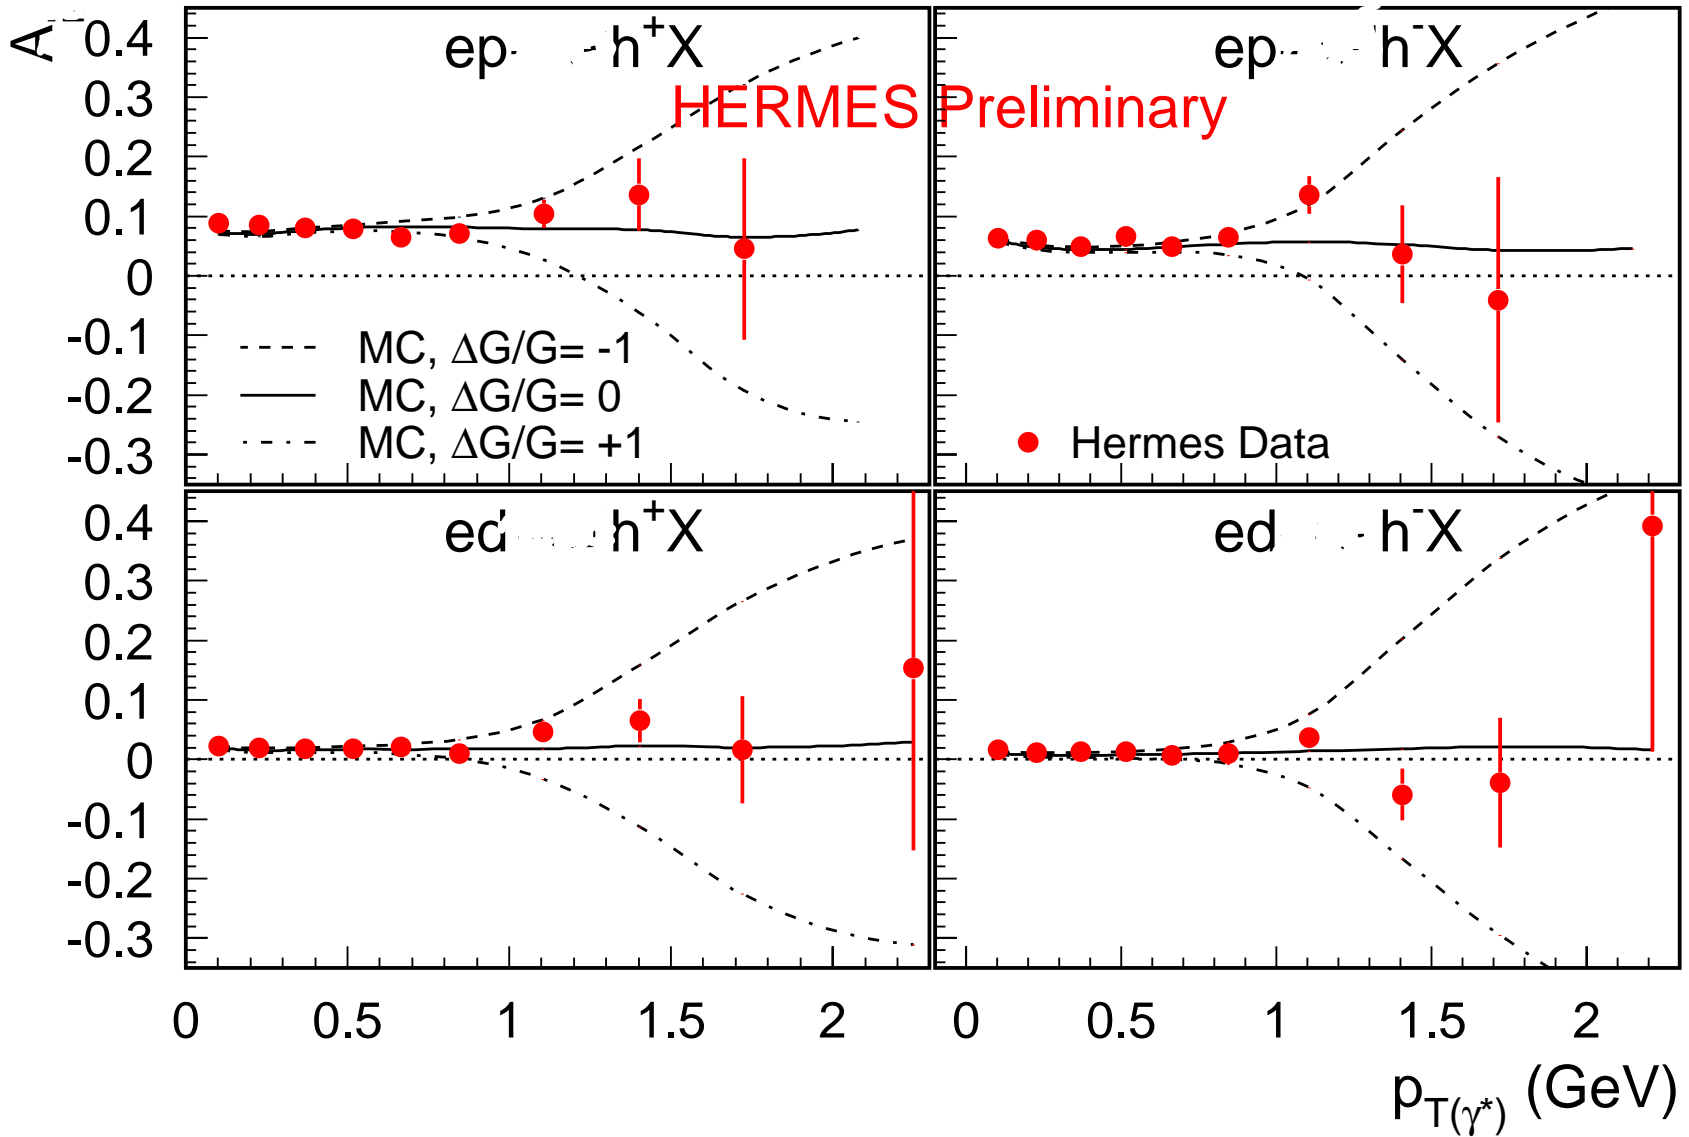 A
ep h⁺X
ep h⁻X
HERMES Preliminary
0.4
0.3
0.2
0.1
0
-0.1
-0.2
-0.3
MC, ΔG/G= -1
MC, ΔG/G= 0
MC, ΔG/G= +1
Hermes Data
ed h⁺X
ed h⁻X
0.4
0.3
0.2
0.1
0
-0.1
-0.2
-0.3
0 0.5 1 1.5 2
0 0.5 1 1.5 2
p_T(γ*) (GeV)